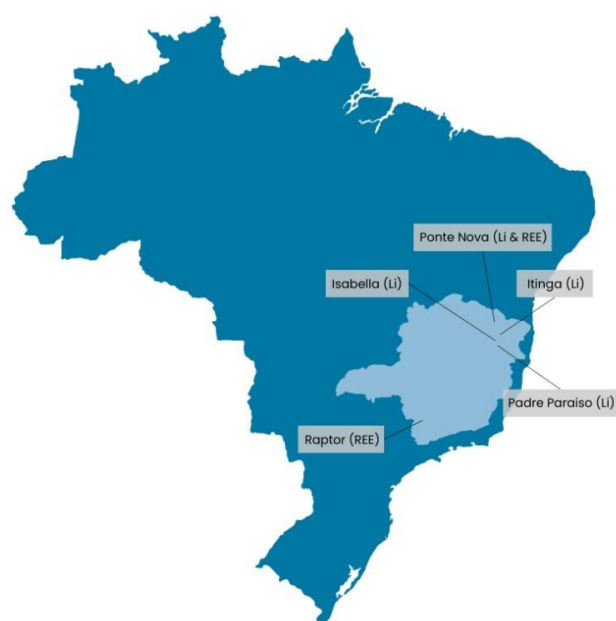 Ponte Nova (Li & REE)
Isabella (Li)
Itinga (Li)
Padre Paraiso (Li)
Raptor (REE)